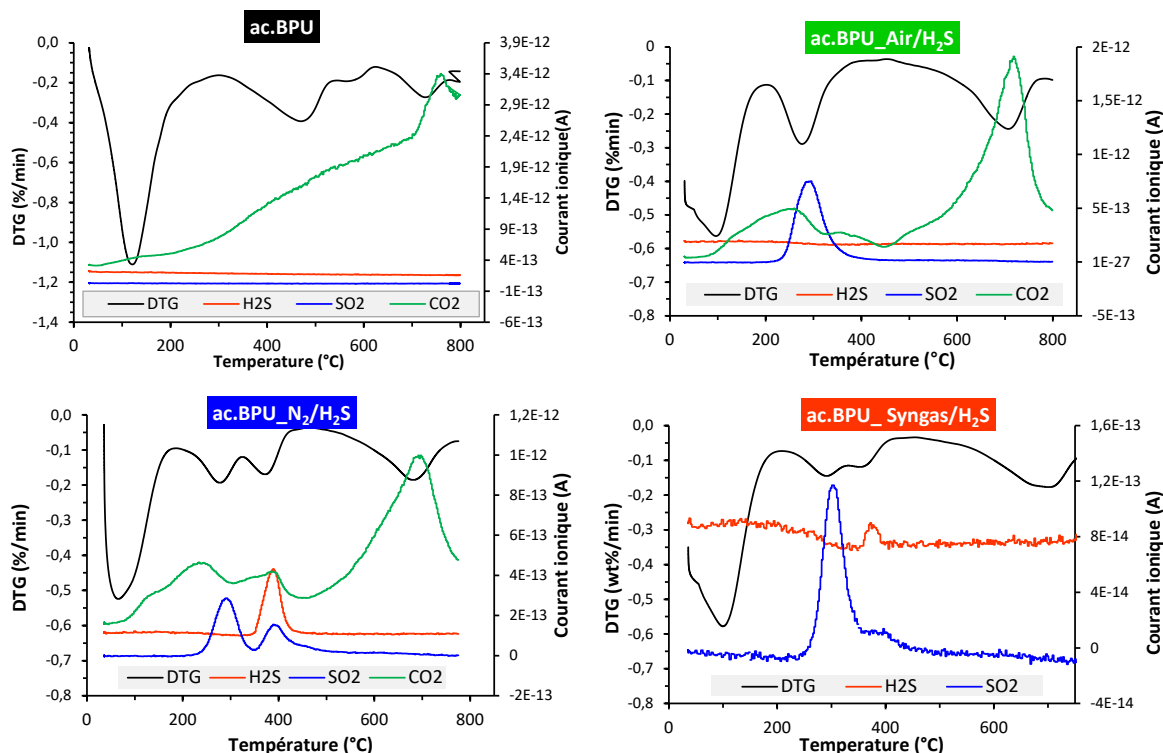 ac.BPU
0,0
-0,2
-0,4
-0,6
-0,8
-1,0
-1,2
-1,4
DTG (%/min)
3,9E-12
3,4E-12
2,9E-12
2,4E-12
1,9E-12
1,4E-12
9E-13
4E-13
-1E-13
-6E-13
Courant ionique(A)
DTG H2S SO2 CO2
0 200 400 600 800
Temperature (°C)
ac.BPU_Air/H₂S
0
-0,1
-0,2
-0,3
-0,4
-0,5
-0,6
-0,7
-0,8
DTG (%min)
2E-12
1,5E-12
1E-12
5E-13
1E-27
-5E-13
Courant ionique (A)
DTG H2S SO2 CO2
0 200 400 600 800
Température (°C)
ac.BPU_N₂/H₂S
0,0
-0,1
-0,2
-0,3
-0,4
-0,5
-0,6
-0,7
-0,8
DTG (%/min)
1,2E-12
1E-12
8E-13
6E-13
4E-13
2E-13
0
-2E-13
Courant ionique (A)
DTG H2S SO2 CO2
0 200 400 600 800
Température (°C)
ac.BPU_ Syngas/H₂S
0,0
-0,1
-0,2
-0,3
-0,4
-0,5
-0,6
-0,7
-0,8
DTG (wt%/min)
1,6E-13
1,2E-13
8E-14
4E-14
0
-4E-14
Courant ionique (A)
DTG H2S SO2
0 200 400 600
Température (°C)